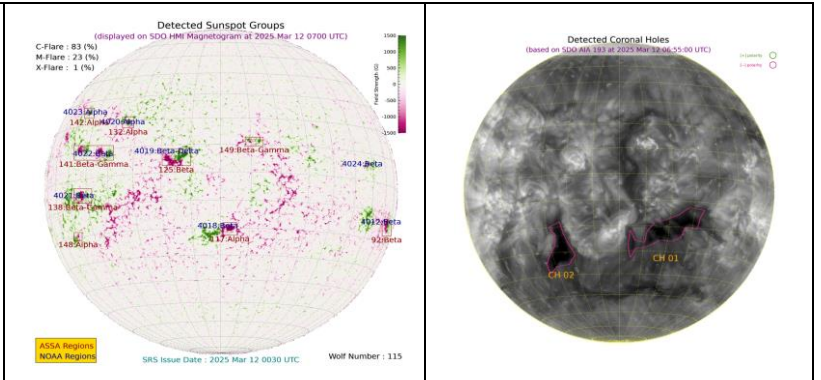 Detected Sunspot Groups
(displayed on SDO HMI Magnetogram at 2025 Mar 12 0700 UTC)
C-Flare : 83 (%)
M-Flare : 23 (%)
X-Flare : 1 (%)
1500
1000
500
0
-500
-1000
-1500
Field Strength (G)
4023:Alpha
142:Alpha
4020:Alpha
132:Alpha
4022:Beta
141:Beta-Gamma
4019:Beta-Delta
125:Beta
149:Beta-Gamma
4024:Beta
4021:Beta
138:Beta-Gamma
148:Alpha
4018:Beta
117:Alpha
4012:Beta
92:Beta
ASSA Regions
NOAA Regions
SRS Issue Date : 2025 Mar 12 0030 UTC
Wolf Number : 115
Detected Coronal Holes
(based on SDO AIA 193 at 2025 Mar 12 06:55:00 UTC)
CH 01
CH 02